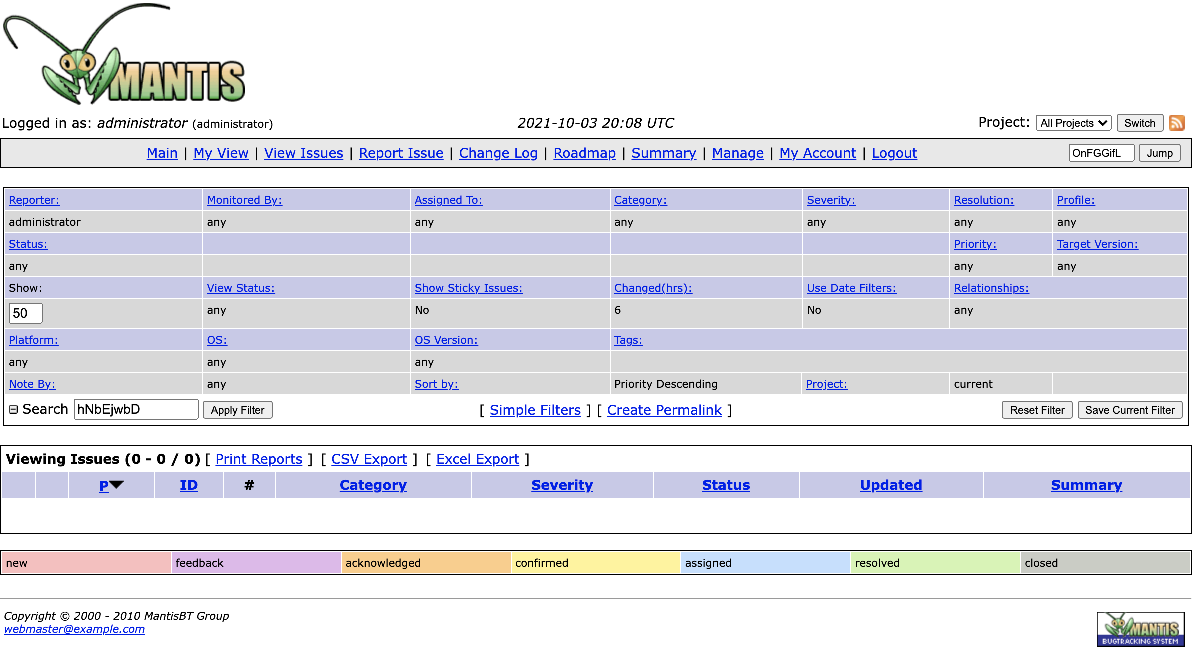 MANTIS
Logged in as: administrator (administrator) 2021-10-03 20:08 UTC Project: All Projects Switch
Main | My View | View Issues | Report Issue | Change Log | Roadmap | Summary | Manage | My Account | Logout OnFGGifL Jump
Reporter: Monitored By: Assigned To: Category: Severity: Resolution: Profile:
administrator any any any any any any
Status: Priority: Target Version:
any any any
Show: View Status: Show Sticky Issues: Changed(hrs): Use Date Filters: Relationships:
50 any No 6 No any
Platform: OS: OS Version: Tags:
any any any
Note By: any Sort by: Priority Descending Project: current
Search hNbEjwbD Apply Filter [ Simple Filters ] [ Create Permalink ] Reset Filter Save Current Filter
Viewing Issues (0 - 0 / 0) [ Print Reports ] [ CSV Export ] [ Excel Export ]
P ID # Category Severity Status Updated Summary
new feedback acknowledged confirmed assigned resolved closed
Copyright © 2000 - 2010 MantisBT Group
webmaster@example.com
MANTIS
BUGTRACKING SYSTEM